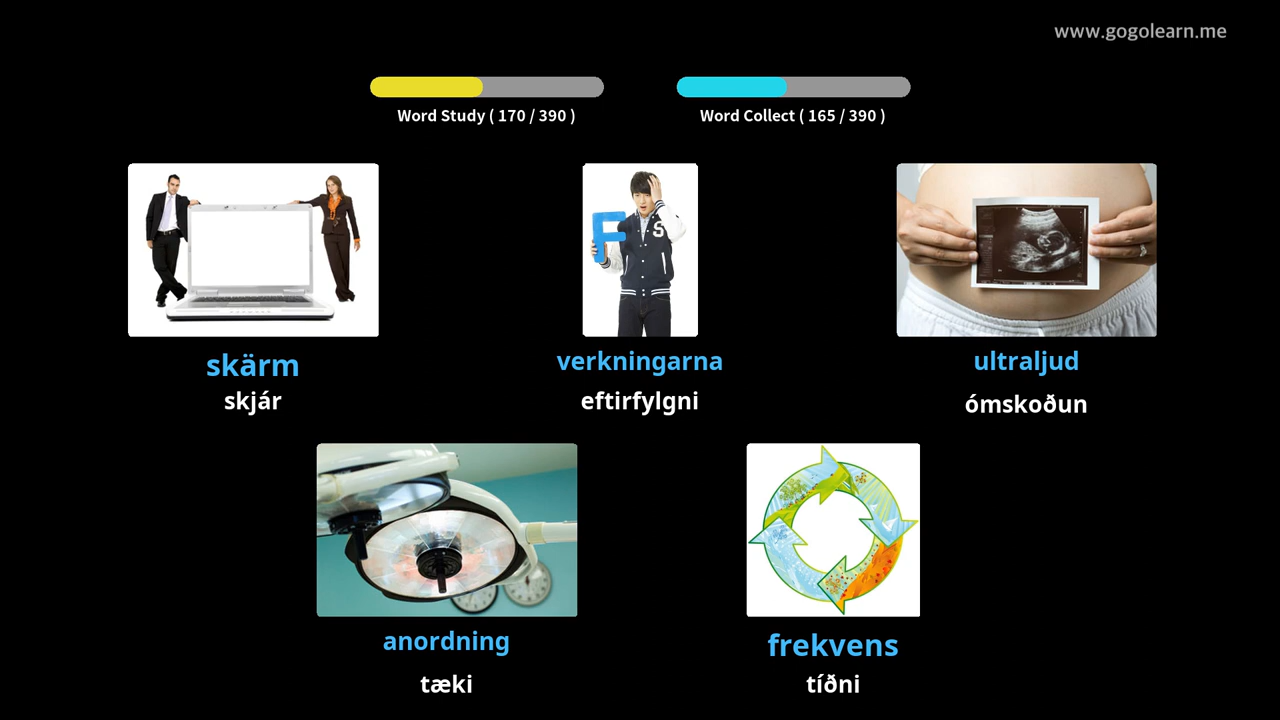 www.gogolearn.me
Word Study ( 170 / 390 )
Word Collect ( 165 / 390 )
F
S
skärm
skjár
verkningarna
eftirfylgni
ultraljud
ómskoðun
anordning
tæki
frekvens
tíðni